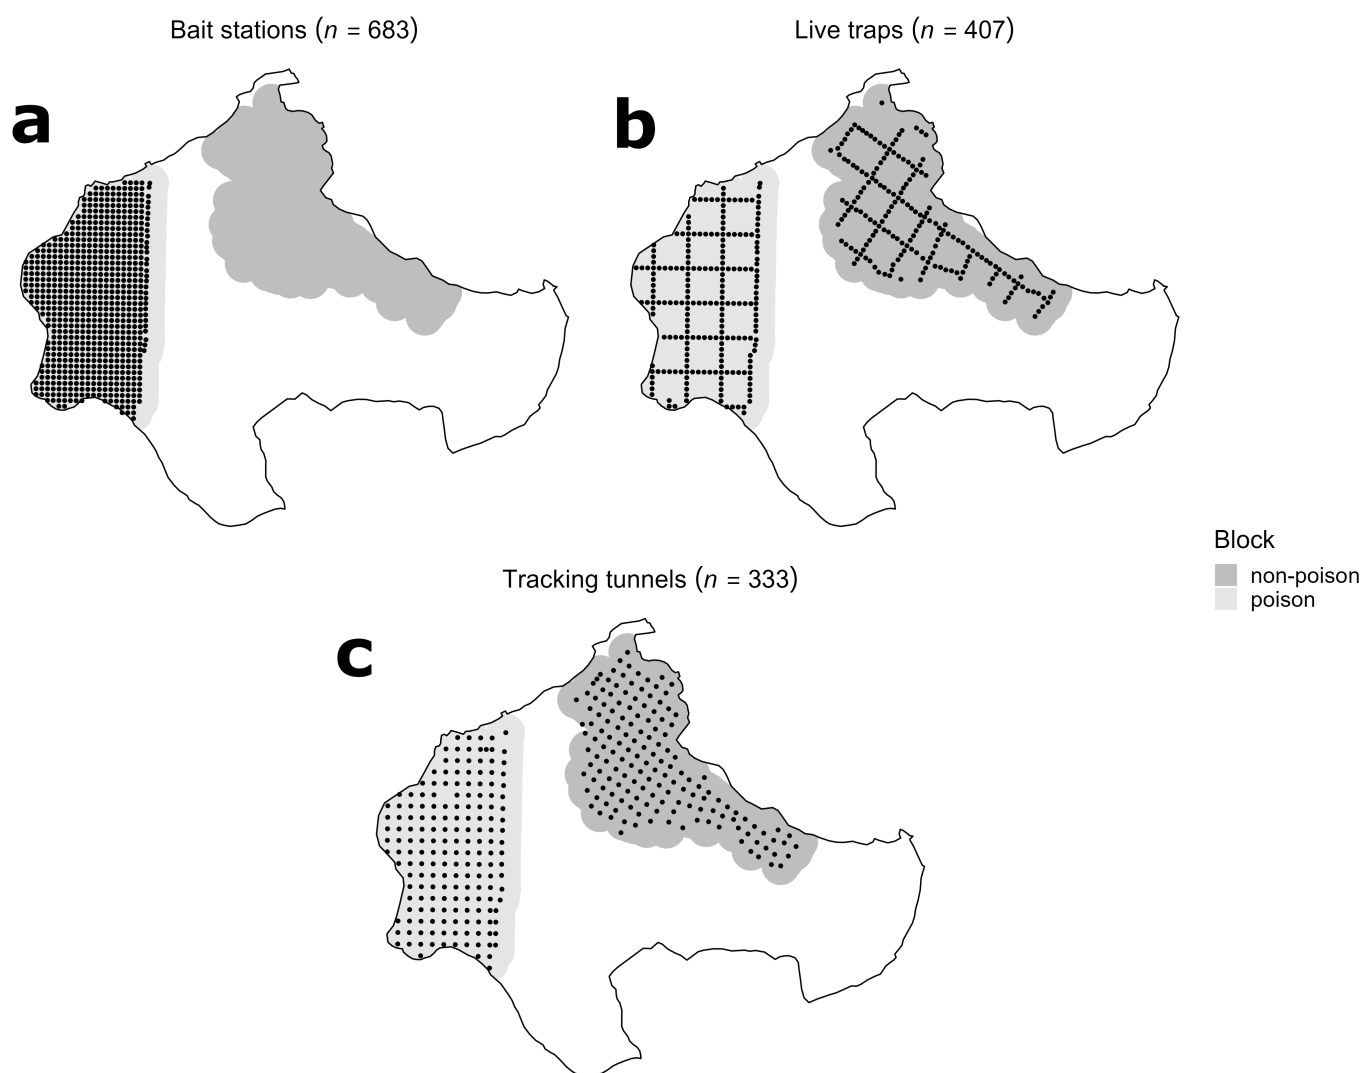 Bait stations (n = 683)
Live traps (n = 407)
a
b
Block
non-poison
poison
Tracking tunnels (n = 333)
c